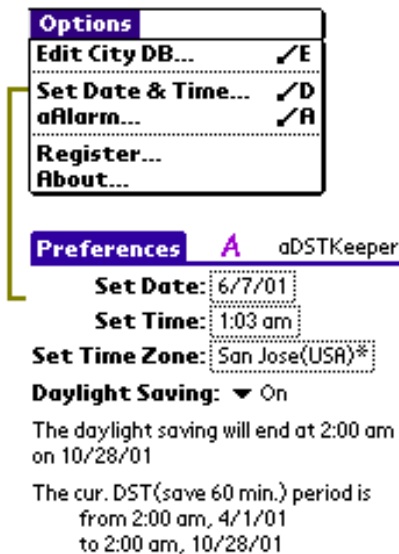 Options
Edit City DB... /E
Set Date & Time... /D
aAlarm... /A
Register...
About...
Preferences A aDSTKeeper
Set Date: 6/7/01
Set Time: 1:03 am
Set Time Zone: San Jose(USA)*
Daylight Saving: ▼ On
The daylight saving will end at 2:00 am
on 10/28/01
The cur. DST(save 60 min.) period is
from 2:00 am, 4/1/01
to 2:00 am, 10/28/01